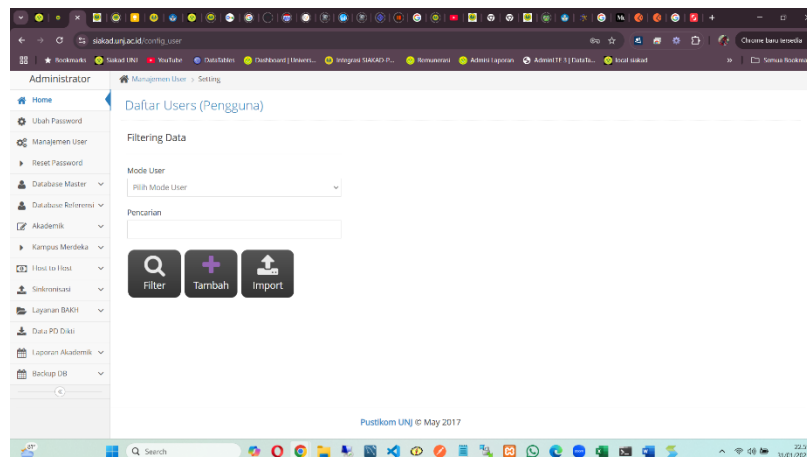 siakad.unj.ac.id/config_user
Chrome baru tersedia
Bookmarks
Siakad UNJ
YouTube
DataTables
Dashboard | Univers...
Integrasi SIAKAD-P...
Remunerasi
Admin| Laporan
local siakad
Semua Bookma
Administrator
Manajemen User > Setting
Home
Ubah Password
Manajemen User
Reset Password
Database Master
Database Referensi
Akademik
Kampus Merdeka
Host to Host
Sinkronisasi
Layanan BAKH
Data PD Dikti
Laporan Akademik
Backup DB
Daftar Users (Pengguna)
Filtering Data
Mode User
Pilih Mode User
Pencarian
Filter
Tambah
Import
Pustikom UNJ © May 2017
Search